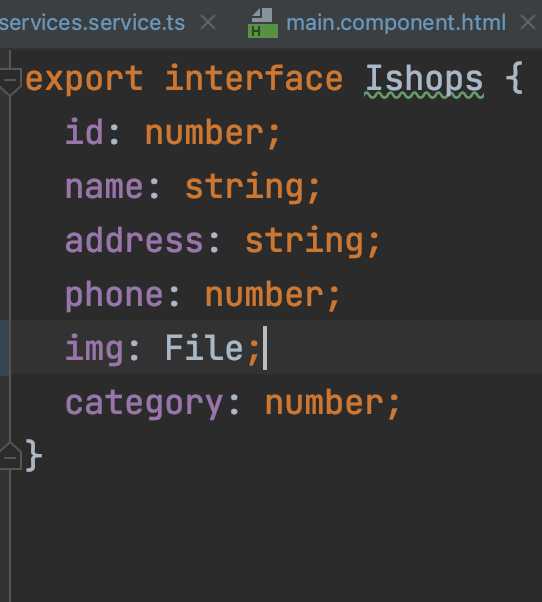 services.service.ts
H main.component.html
export interface Ishops {
id: number;
name: string;
address: string;
phone: number;
img: File;
category: number;
}